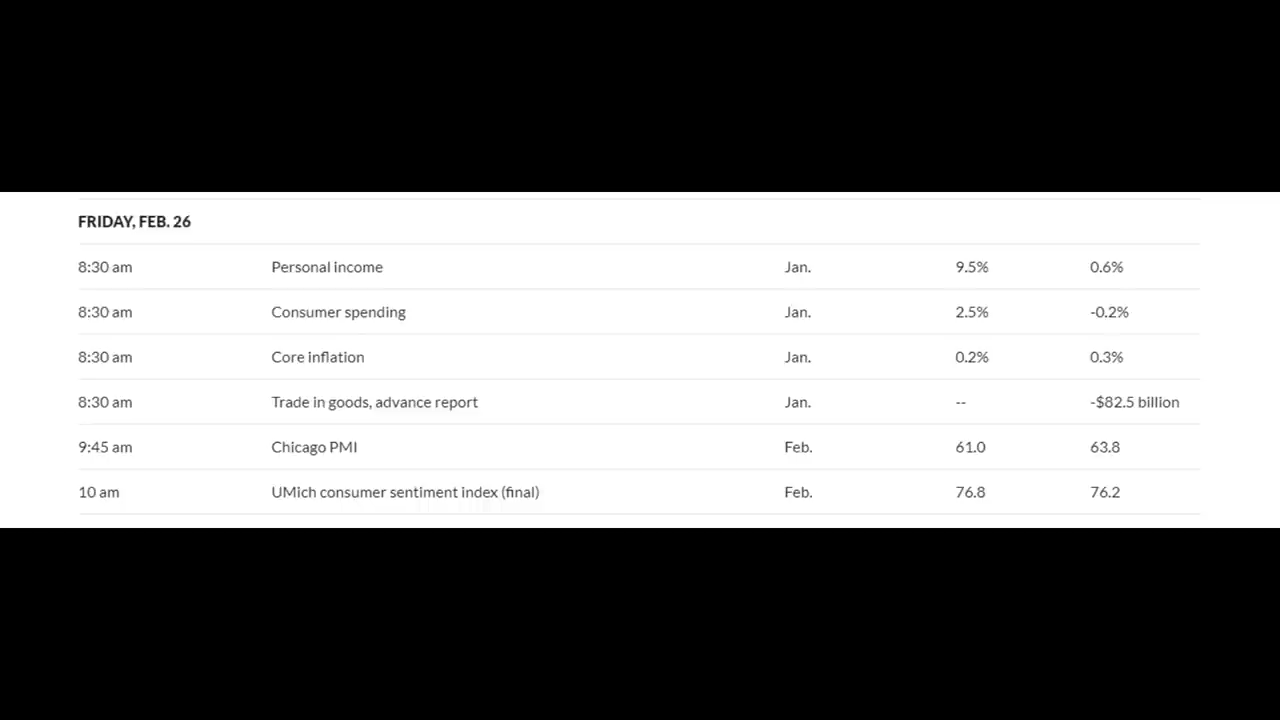 FRIDAY, FEB. 26
8:30 am Personal income Jan. 9.5% 0.6%
8:30 am Consumer spending Jan. 2.5% -0.2%
8:30 am Core inflation Jan. 0.2% 0.3%
8:30 am Trade in goods, advance report Jan. -- -$82.5 billion
9:45 am Chicago PMI Feb. 61.0 63.8
10 am UMich consumer sentiment index (final) Feb. 76.8 76.2